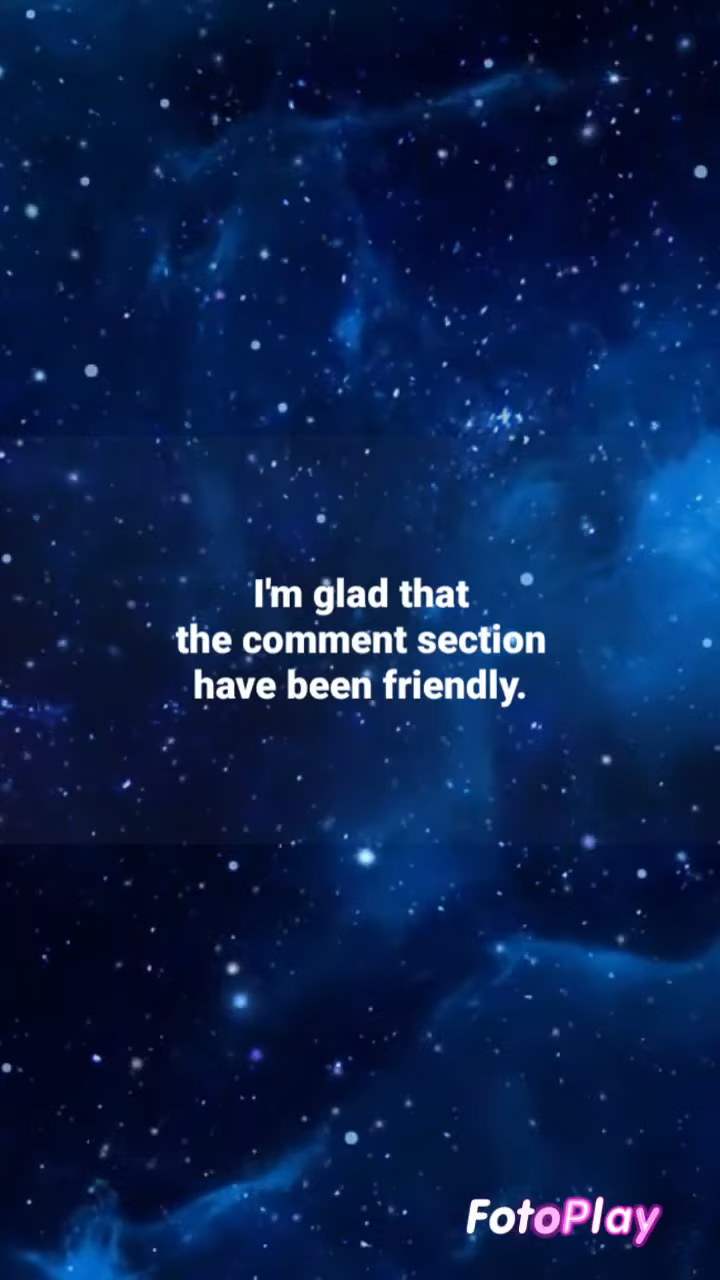 I'm glad that
the comment section
have been friendly.
FotoPlay